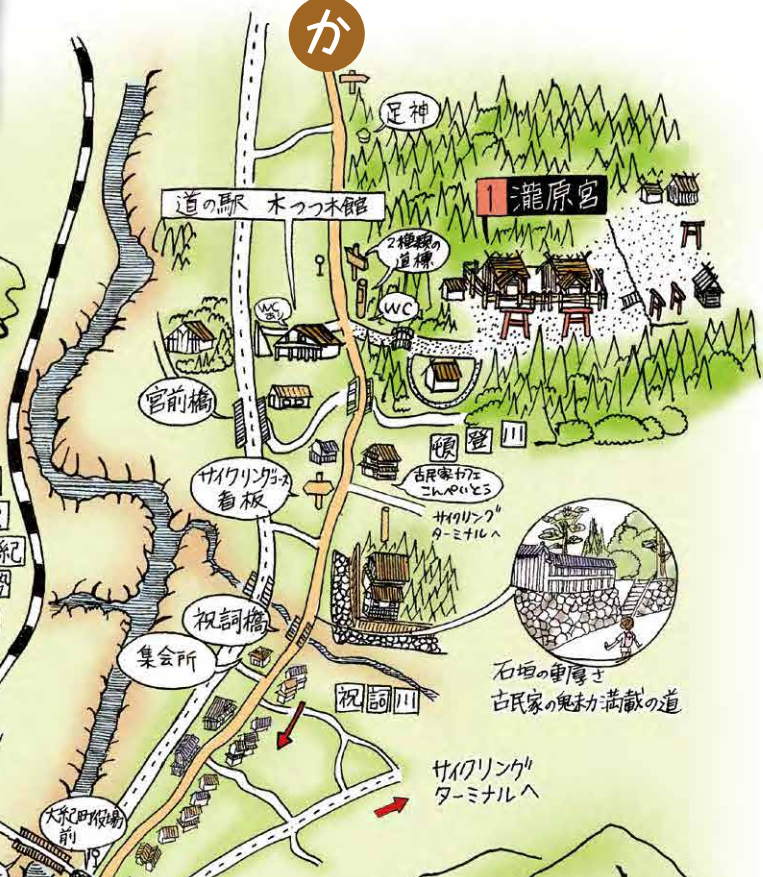 か
足神
道の駅 木つつ木館
1 瀧原宮
2種類の
道標
WC
あり
WC
宮前橋
頓登川
サイクリングコース
看板
古民家カフェ
こんぺいとう
サイクリング
ターミナルへ
祝詞橋
集会所
祝詞川
石垣の重厚さ
古民家の魅力満載の道
サイクリング
ターミナルへ
大紀町役場
前
紀